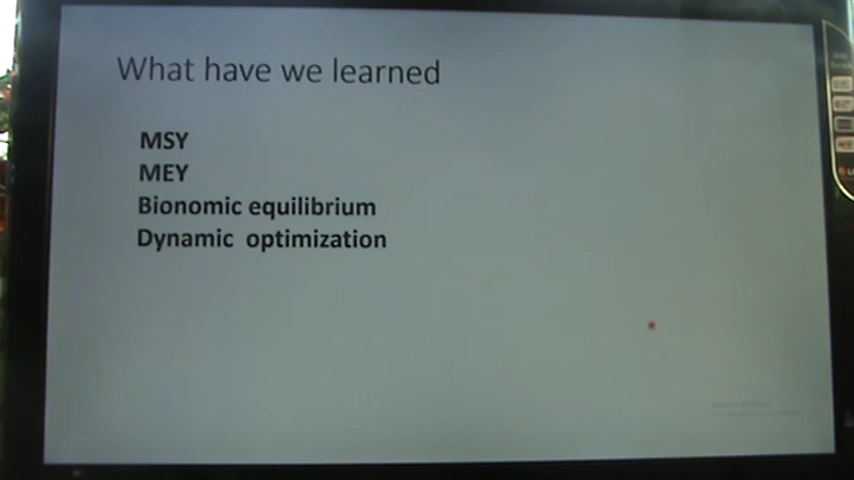 What have we learned
MSY
MEY
Bionomic equilibrium
Dynamic optimization